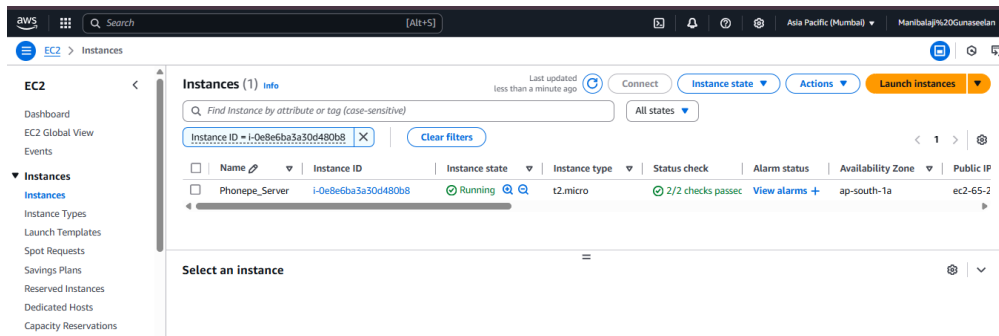 aws
Search [Alt+S] Asia Pacific (Mumbai) Manibalaji%20Gunaseelan
EC2 > Instances
EC2
Dashboard
EC2 Global View
Events
Instances
Instances
Instance Types
Launch Templates
Spot Requests
Savings Plans
Reserved Instances
Dedicated Hosts
Capacity Reservations
Instances (1) Info
Last updated
less than a minute ago
Connect Instance state Actions Launch instances
Find Instance by attribute or tag (case-sensitive) All states
Instance ID = i-0e8e6ba3a30d480b8 Clear filters
1
Name Instance ID Instance state Instance type Status check Alarm status Availability Zone Public IP
Phonepe_Server i-0e8e6ba3a30d480b8 Running t2.micro 2/2 checks passec View alarms + ap-south-1a ec2-65-2
Select an instance